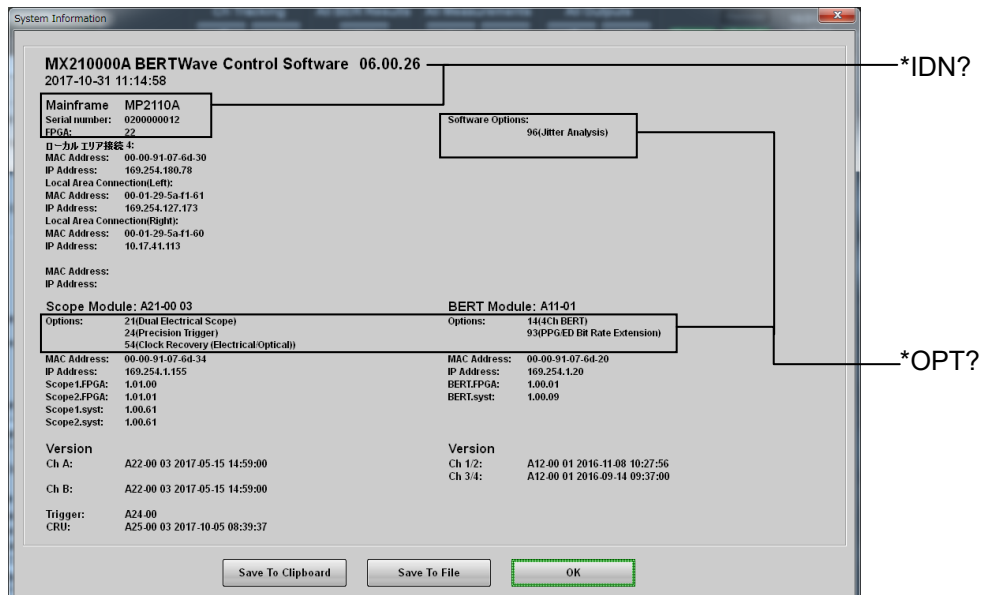 System Information
MX210000A BERTWave Control Software 06.00.26
*IDN?
2017-10-31 11:14:58
Mainframe MP2110A
Serial number: 0200000012
FPGA: 22
Software Options:
96(Jitter Analysis)
ローカル エリア接続 4:
MAC Address: 00-00-91-07-6d-30
IP Address: 169.254.180.78
Local Area Connection(Left):
MAC Address: 00-01-29-5a-f1-61
IP Address: 169.254.127.173
Local Area Connection(Right):
MAC Address: 00-01-29-5a-f1-60
IP Address: 10.17.41.113
MAC Address:
IP Address:
Scope Module: A21-00 03
Options: 21(Dual Electrical Scope)
24(Precision Trigger)
54(Clock Recovery (Electrical/Optical))
MAC Address: 00-00-91-07-6d-34
IP Address: 169.254.1.155
Scope1.FPGA: 1.01.00
Scope2.FPGA: 1.01.01
Scope1.syst: 1.00.61
Scope2.syst: 1.00.61
Version
Ch A: A22-00 03 2017-05-15 14:59:00
Ch B: A22-00 03 2017-05-15 14:59:00
Trigger: A24-00
CRU: A25-00 03 2017-10-05 08:39:37
BERT Module: A11-01
Options: 14(4Ch BERT)
93(PPG/ED Bit Rate Extension)
*OPT?
MAC Address: 00-00-91-07-6d-20
IP Address: 169.254.1.20
BERT.FPGA: 1.00.01
BERT.syst: 1.00.09
Version
Ch 1/2: A12-00 01 2016-11-08 10:27:56
Ch 3/4: A12-00 01 2016-09-14 09:37:00
Save To Clipboard
Save To File
OK